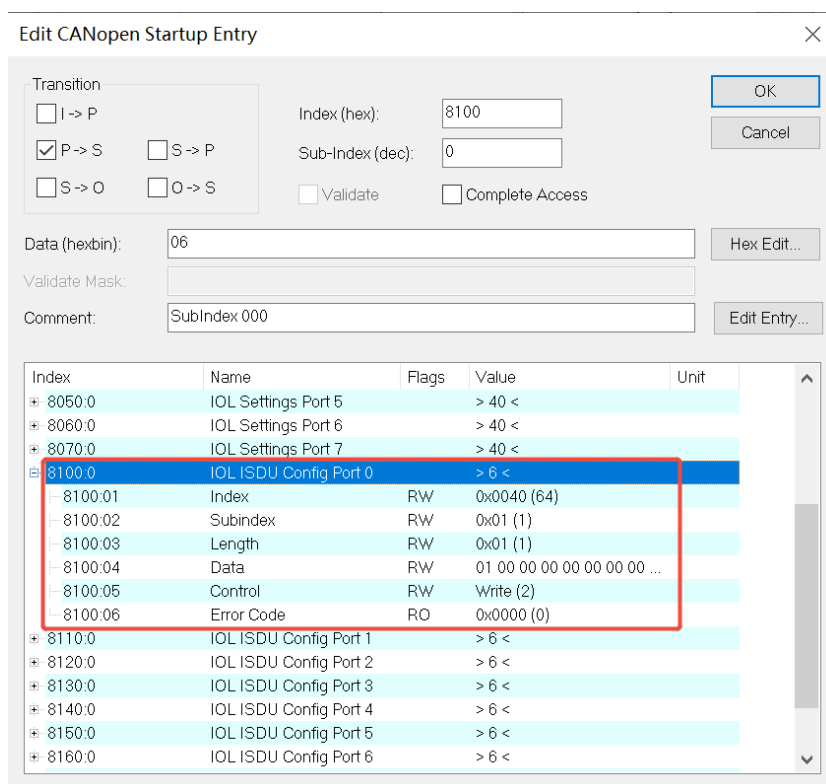 Edit CANopen Startup Entry
Transition
I -> P
P -> S S -> P
S -> O O -> S
Index (hex): 8100
Sub-Index (dec): 0
Validate Complete Access
OK
Cancel
Data (hexbin): 06 Hex Edit...
Validate Mask:
Comment: SubIndex 000 Edit Entry...
Index Name Flags Value Unit
8050:0 IOL Settings Port 5 > 40 <
8060:0 IOL Settings Port 6 > 40 <
8070:0 IOL Settings Port 7 > 40 <
8100:0 IOL ISDU Config Port 0 > 6 <
8100:01 Index RW 0x0040 (64)
8100:02 Subindex RW 0x01 (1)
8100:03 Length RW 0x01 (1)
8100:04 Data RW 01 00 00 00 00 00 00 00 ...
8100:05 Control RW Write (2)
8100:06 Error Code RO 0x0000 (0)
8110:0 IOL ISDU Config Port 1 > 6 <
8120:0 IOL ISDU Config Port 2 > 6 <
8130:0 IOL ISDU Config Port 3 > 6 <
8140:0 IOL ISDU Config Port 4 > 6 <
8150:0 IOL ISDU Config Port 5 > 6 <
8160:0 IOL ISDU Config Port 6 > 6 <